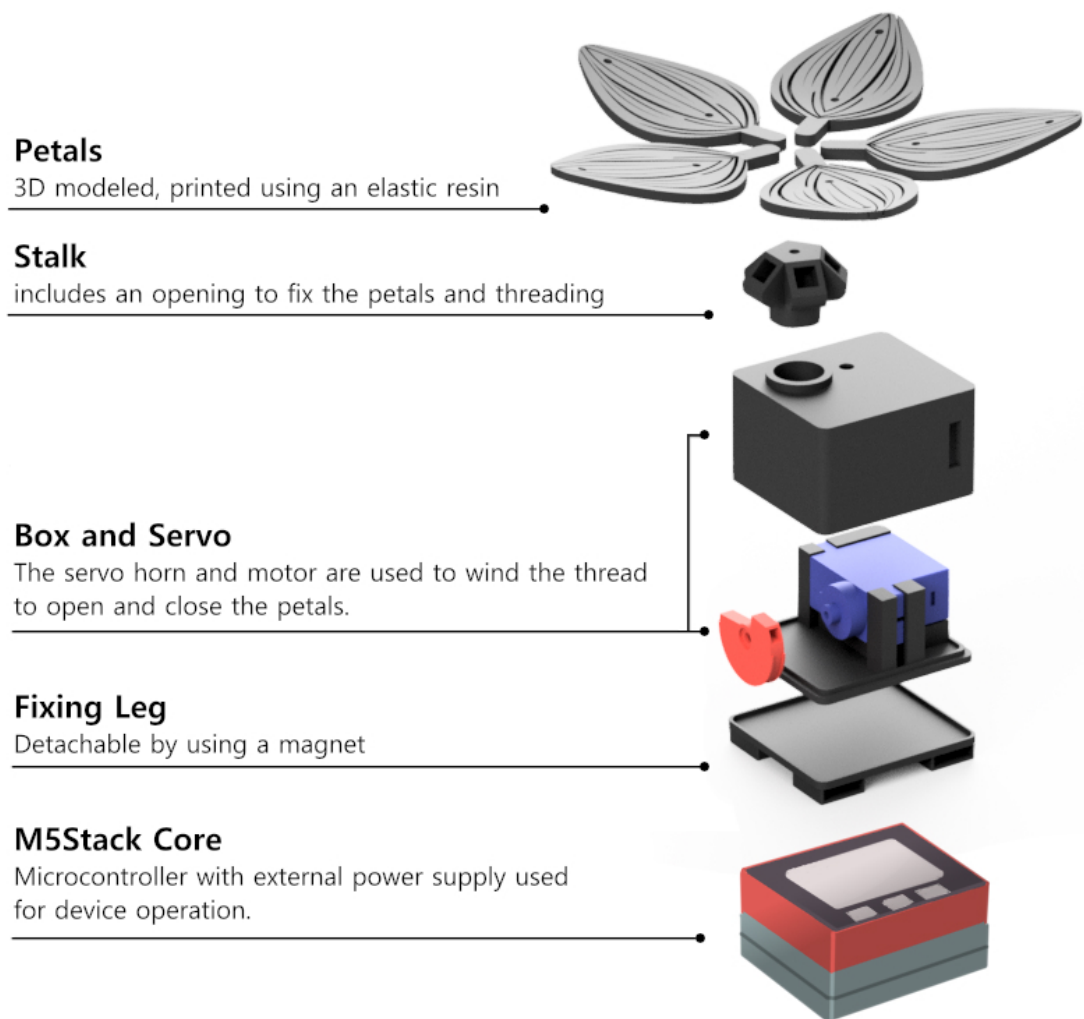 Petals
3D modeled, printed using an elastic resin
Stalk
includes an opening to fix the petals and threading
Box and Servo
The servo horn and motor are used to wind the thread
to open and close the petals.
Fixing Leg
Detachable by using a magnet
M5Stack Core
Microcontroller with external power supply used
for device operation.